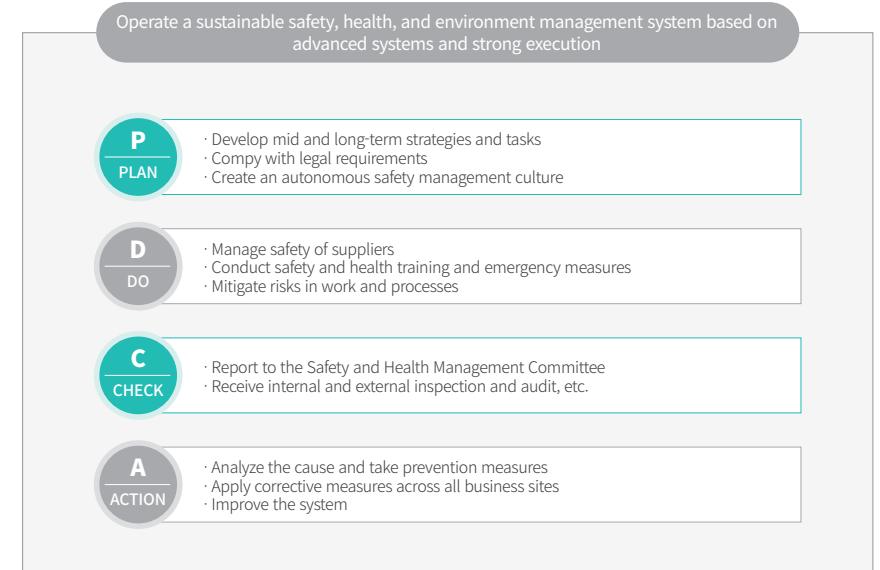 Operate a sustainable safety, health, and environment management system based on
advanced systems and strong execution
P
PLAN
· Develop mid and long-term strategies and tasks
· Compy with legal requirements
· Create an autonomous safety management culture
D
DO
· Manage safety of suppliers
· Conduct safety and health training and emergency measures
· Mitigate risks in work and processes
C
CHECK
· Report to the Safety and Health Management Committee
· Receive internal and external inspection and audit, etc.
A
ACTION
· Analyze the cause and take prevention measures
· Apply corrective measures across all business sites
· Improve the system